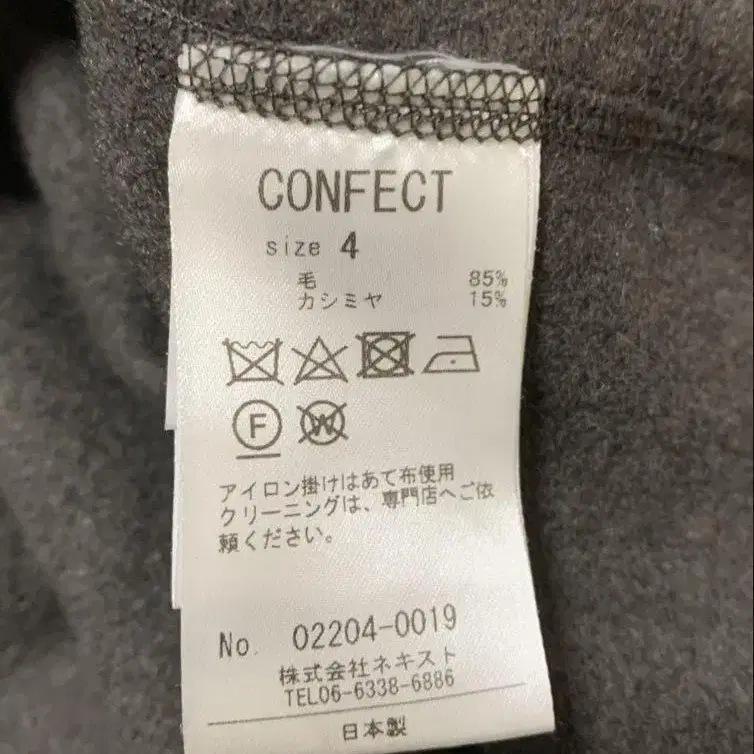 CONFECT
size 4
毛 85%
カシミヤ 15%
F W
アイロン掛けはあて布使用
クリーニングは、専門店へご依
頼ください。
No. 02204-0019
株式会社ネキスト
TEL06-6338-6886
日本製